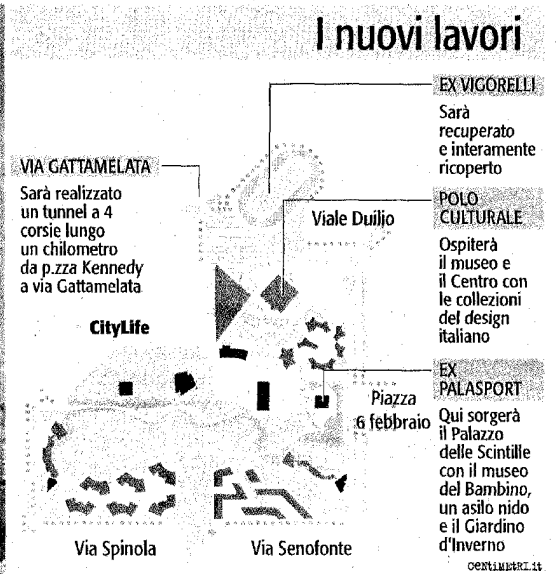 I nuovi lavori
EX VIGORELLI
Sarà
recuperato
e interamente
ricoperto
VIA GATTAMELATA
Sarà realizzato
un tunnel a 4
corsie lungo
un chilometro
da p.zza Kennedy
a via Gattamelata
Viale Duiljo
POLO
CULTURALE
Ospiterà
il museo e
il Centro con
le collezioni
del design
italiano
CityLife
EX
PALASPORT
Piazza
6 febbraio
Qui sorgerà
il Palazzo
delle Scintille
con il museo
del Bambino,
un asilo nido
e il Giardino
d'Inverno
Via Spinola
Via Senofonte
CENTIMETRI.it